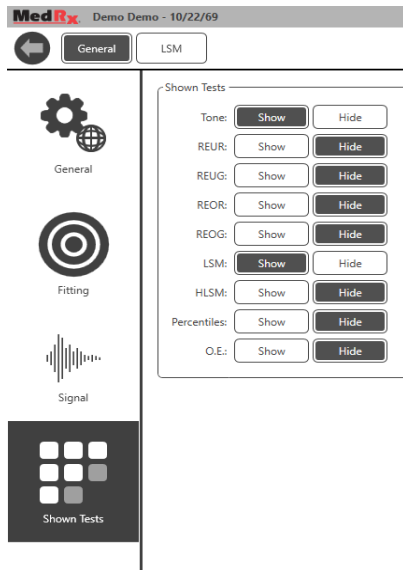 MedRx. Demo Demo - 10/22/69
General LSM
General
Fitting
Signal
Shown Tests
Shown Tests
Tone: Show Hide
REUR: Show Hide
REUG: Show Hide
REOR: Show Hide
REOG: Show Hide
LSM: Show Hide
HLSM: Show Hide
Percentiles: Show Hide
O.E.: Show Hide